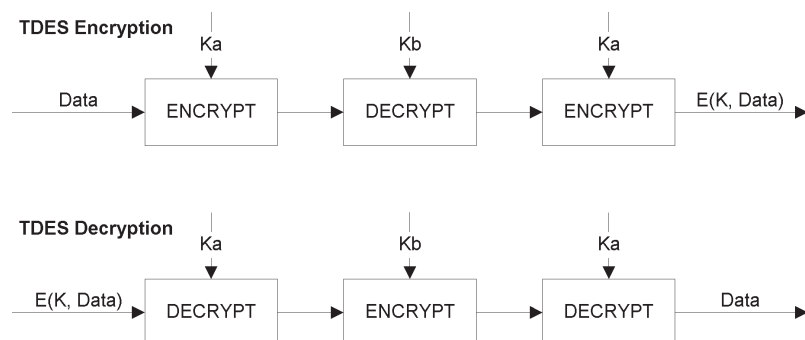 TDES Encryption
Ka
Kb
Ka
Data
ENCRYPT
DECRYPT
ENCRYPT
E(K, Data)
TDES Decryption
Ka
Kb
Ka
E(K, Data)
DECRYPT
ENCRYPT
DECRYPT
Data